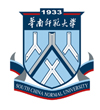 1933
華南師範大學
SOUTH CHINA NORMAL UNIVERSITY